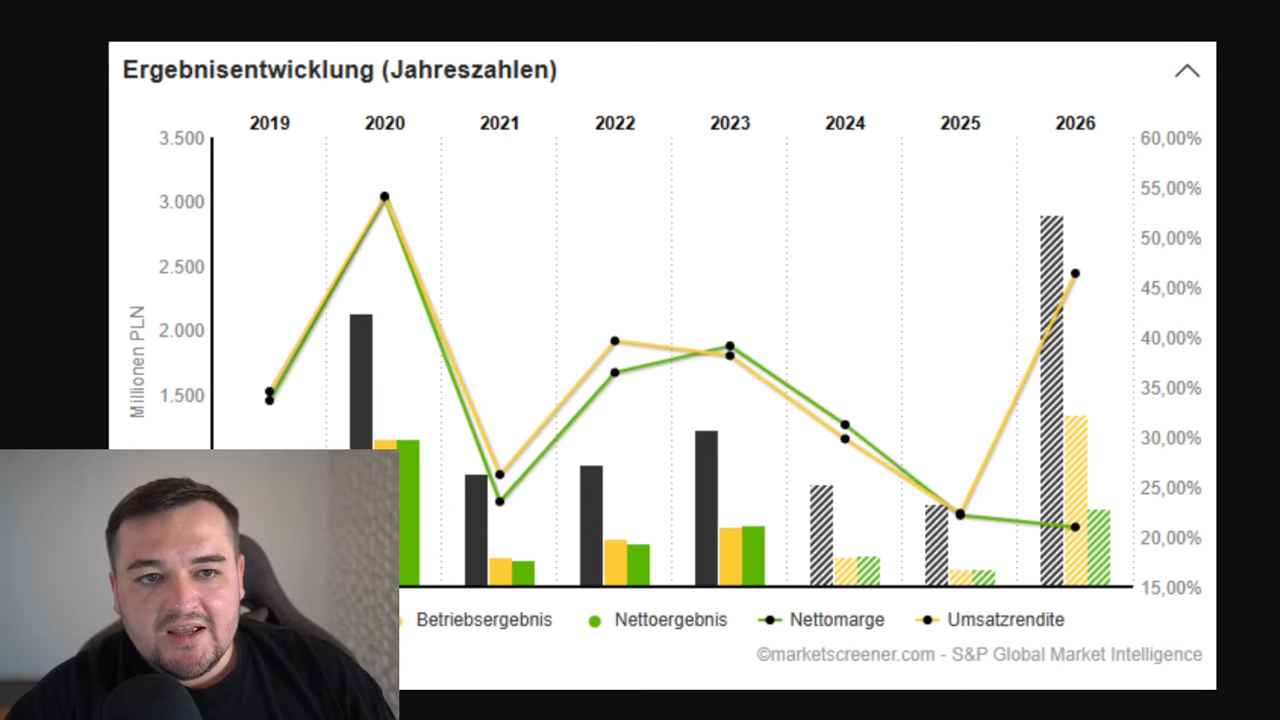 Ergebnisentwicklung (Jahreszahlen)
2019 2020 2021 2022 2023 2024 2025 2026
3.500 60,00%
3.000 55,00%
50,00%
2.500
45,00%
2.000 40,00%
1.500 35,00%
30,00%
25,00%
20,00%
15,00%
Millionen PLN
Betriebsergebnis Nettoergebnis Nettomarge Umsatzrendite
©marketscreener.com - S&P Global Market Intelligence